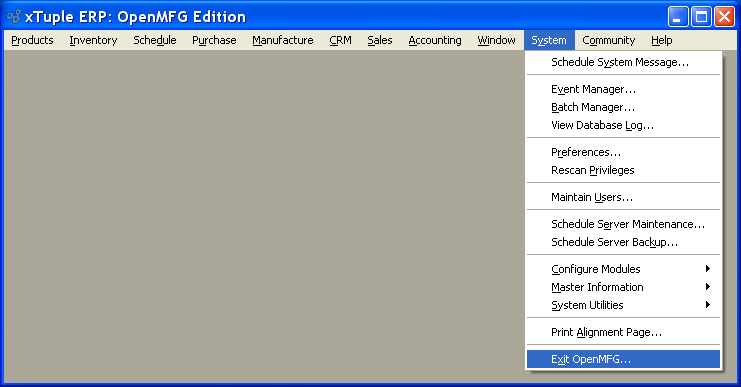 xTuple ERP: OpenMFG Edition
Products Inventory Schedule Purchase Manufacture CRM Sales Accounting Window System Community Help
Schedule System Message...
Event Manager...
Batch Manager...
View Database Log...
Preferences...
Rescan Privileges
Maintain Users...
Schedule Server Maintenance...
Schedule Server Backup...
Configure Modules
Master Information
System Utilities
Print Alignment Page...
Exit OpenMFG...